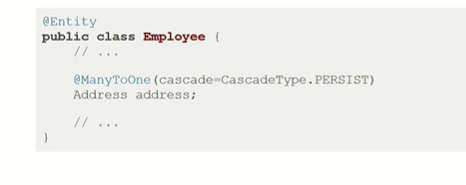 @Entity
public class Employee {
// ...
@ManyToOne(cascade=CascadeType.PERSIST)
Address address;
// ...
}